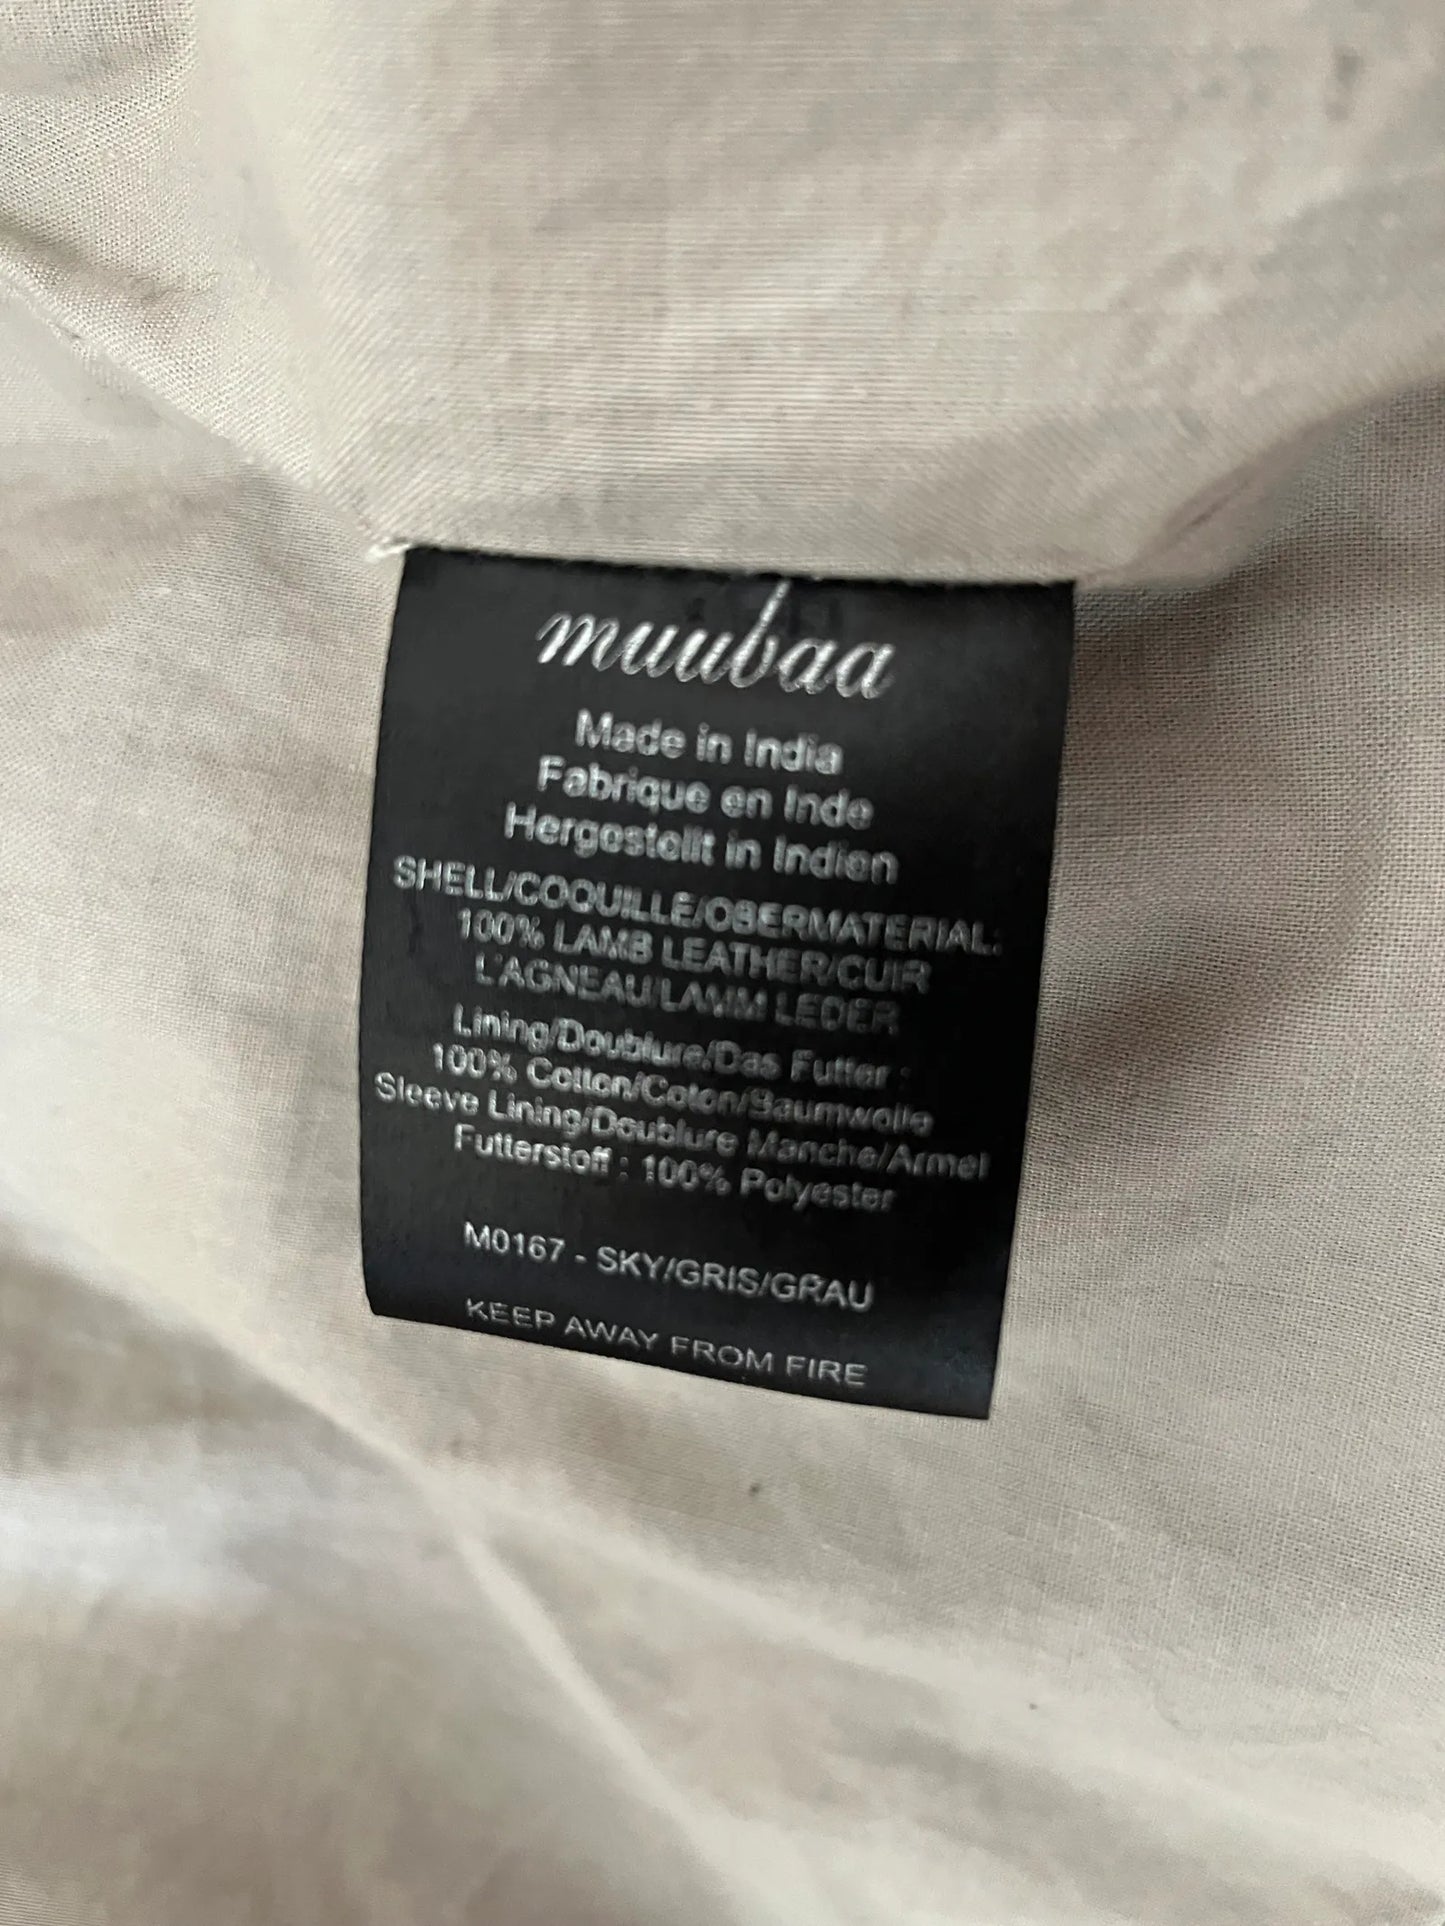 muubaa
Made in India
Fabrique en Inde
Hergestellt in Indien
SHELL/COQUILLE/OBERMATERIAL:
100% LAMB LEATHER/CUIR
L'AGNEAU/LAMM LEDER
Lining/Doublure/Das Futter :
100% Cotton/Coton/Baumwolle
Sleeve Lining/Doublure Manche/Armel
Futterstoff : 100% Polyester
M0167 - SKY/GRIS/GRAU
KEEP AWAY FROM FIRE